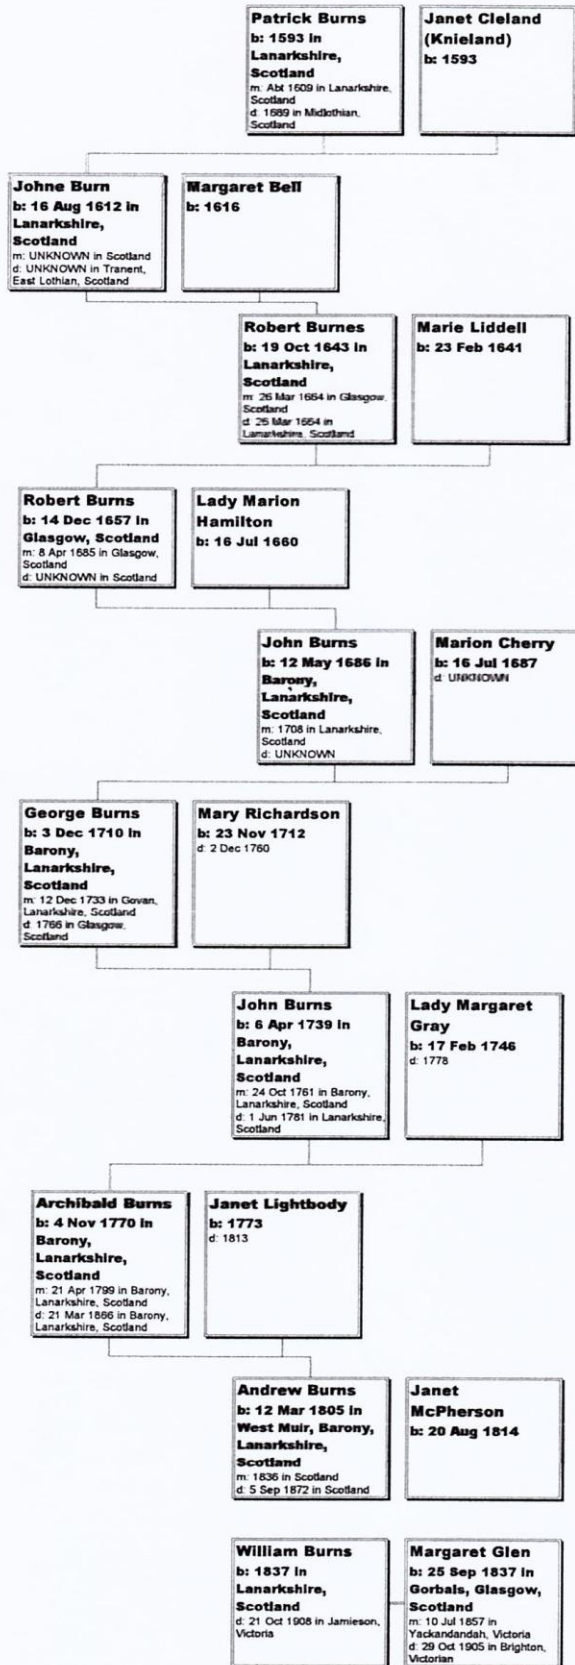 Patrick Burns
b: 1593 in
Lanarkshire,
Scotland
m: Abt 1609 in Lanarkshire,
Scotland
d: 1689 in Midlothian,
Scotland
Janet Cleland
(Knieland)
b: 1593
Johne Burn
b: 16 Aug 1612 in
Lanarkshire,
Scotland
m: UNKNOWN in Scotland
d: UNKNOWN in Tranent,
East Lothian, Scotland
Margaret Bell
b: 1616
Robert Burnes
b: 19 Oct 1643 in
Lanarkshire,
Scotland
m: 26 Mar 1664 in Glasgow,
Scotland
d: 26 Mar 1664 in
Lanarkshire, Scotland
Marie Liddell
b: 23 Feb 1641
Robert Burns
b: 14 Dec 1657 in
Glasgow, Scotland
m: 8 Apr 1685 in Glasgow,
Scotland
d: UNKNOWN in Scotland
Lady Marion
Hamilton
b: 16 Jul 1660
John Burns
b: 12 May 1686 in
Barony,
Lanarkshire,
Scotland
m: 1708 in Lanarkshire,
Scotland
d: UNKNOWN
Marion Cherry
b: 16 Jul 1687
d: UNKNOWN
George Burns
b: 3 Dec 1710 in
Barony,
Lanarkshire,
Scotland
m: 12 Dec 1733 in Govan,
Lanarkshire, Scotland
d: 1766 in Glasgow,
Scotland
Mary Richardson
b: 23 Nov 1712
d: 2 Dec 1760
John Burns
b: 6 Apr 1739 in
Barony,
Lanarkshire,
Scotland
m: 24 Oct 1761 in Barony,
Lanarkshire, Scotland
d: 1 Jun 1781 in Lanarkshire,
Scotland
Lady Margaret
Gray
b: 17 Feb 1746
d: 1778
Archibald Burns
b: 4 Nov 1770 in
Barony,
Lanarkshire,
Scotland
m: 21 Apr 1799 in Barony,
Lanarkshire, Scotland
d: 21 Mar 1866 in Barony,
Lanarkshire, Scotland
Janet Lightbody
b: 1773
d: 1813
Andrew Burns
b: 12 Mar 1805 in
West Muir, Barony,
Lanarkshire,
Scotland
m: 1836 in Scotland
d: 5 Sep 1872 in Scotland
Janet
McPherson
b: 20 Aug 1814
William Burns
b: 1837 in
Lanarkshire,
Scotland
d: 21 Oct 1908 in Jamieson,
Victoria
Margaret Glen
b: 25 Sep 1837 in
Gorbals, Glasgow,
Scotland
m: 10 Jul 1857 in
Yackandandah, Victoria
d: 29 Oct 1905 in Brighton,
Victorian